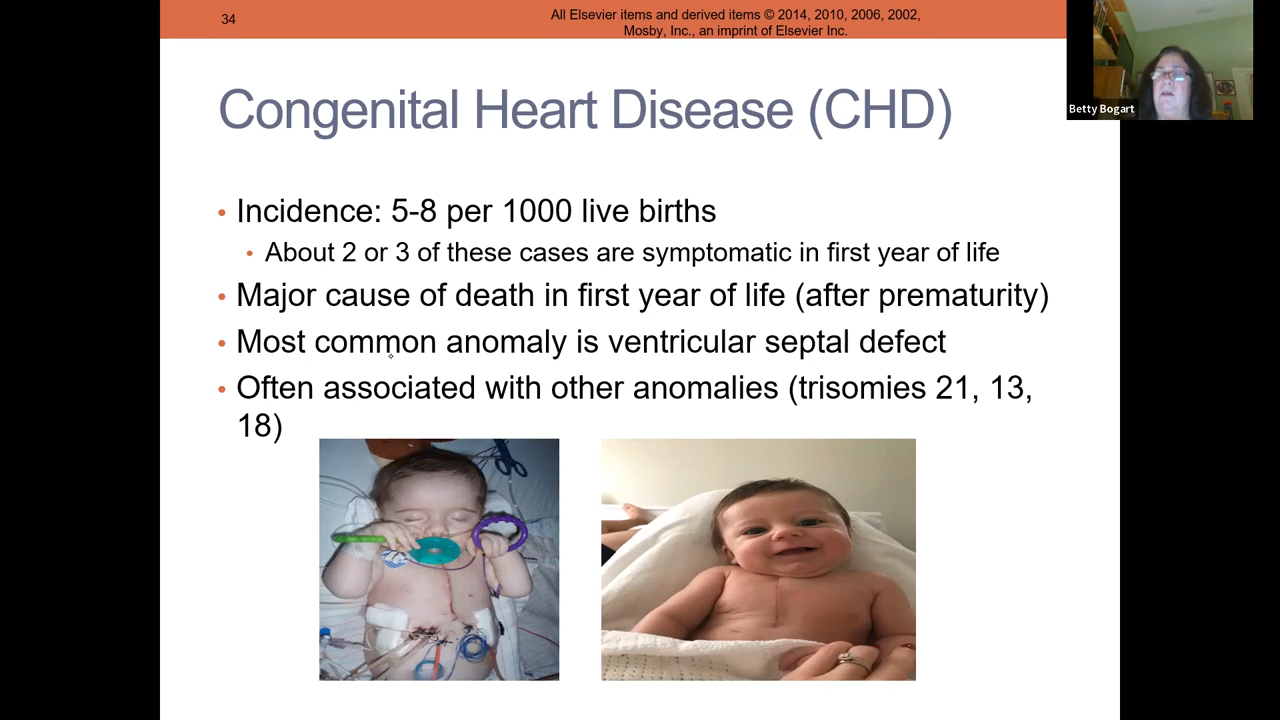 34
All Elsevier items and derived items © 2014, 2010, 2006, 2002,
Mosby, Inc., an imprint of Elsevier Inc.
Betty Bogart
Congenital Heart Disease (CHD)
• Incidence: 5-8 per 1000 live births
• About 2 or 3 of these cases are symptomatic in first year of life
• Major cause of death in first year of life (after prematurity)
• Most common anomaly is ventricular septal defect
• Often associated with other anomalies (trisomies 21, 13,
18)